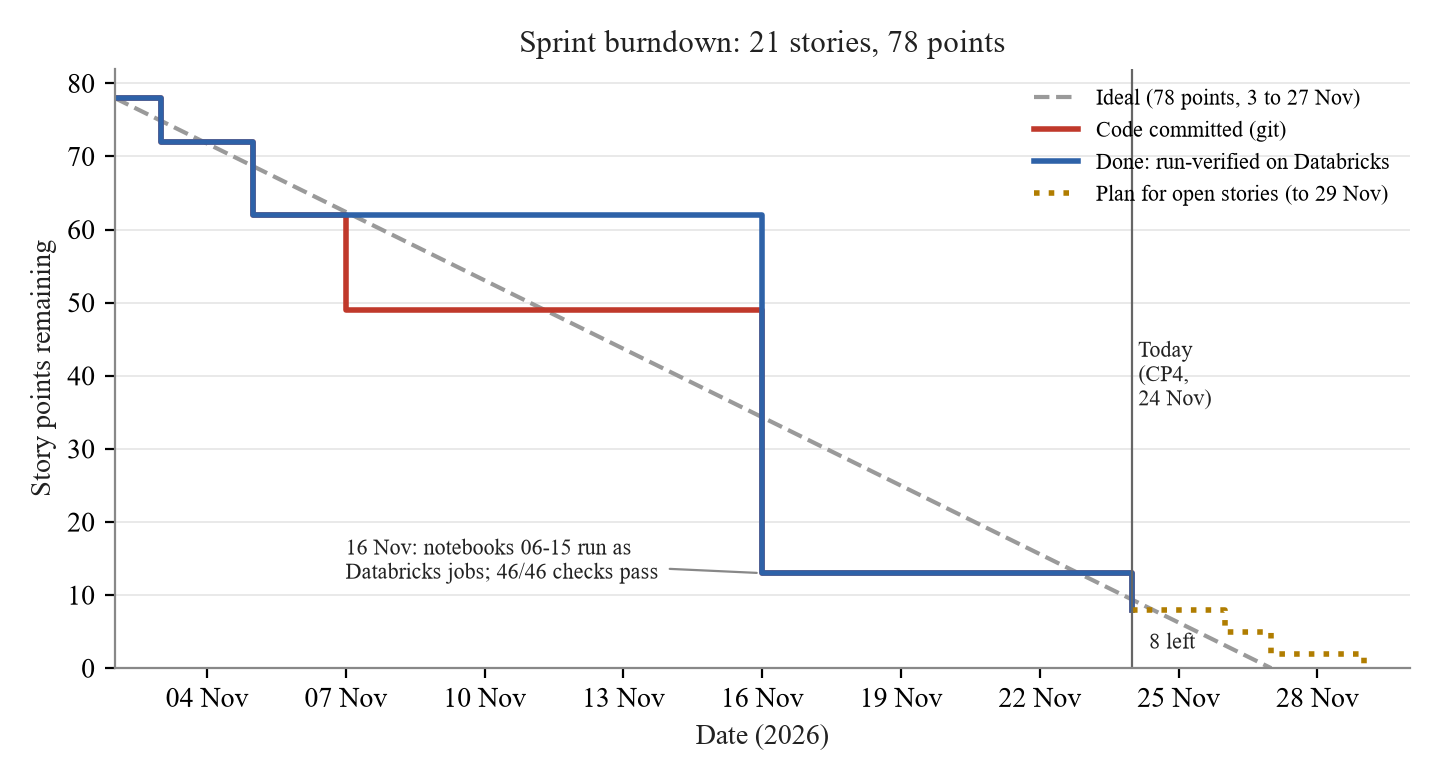 Sprint burndown: 21 stories, 78 points
Ideal (78 points, 3 to 27 Nov)
Code committed (git)
Done: run-verified on Databricks
Plan for open stories (to 29 Nov)
Story points remaining
80
70
60
50
40
30
20
10
0
Today
(CP4,
24 Nov)
16 Nov: notebooks 06-15 run as
Databricks jobs; 46/46 checks pass
8 left
04 Nov
07 Nov
10 Nov
13 Nov
16 Nov
19 Nov
22 Nov
25 Nov
28 Nov
Date (2026)